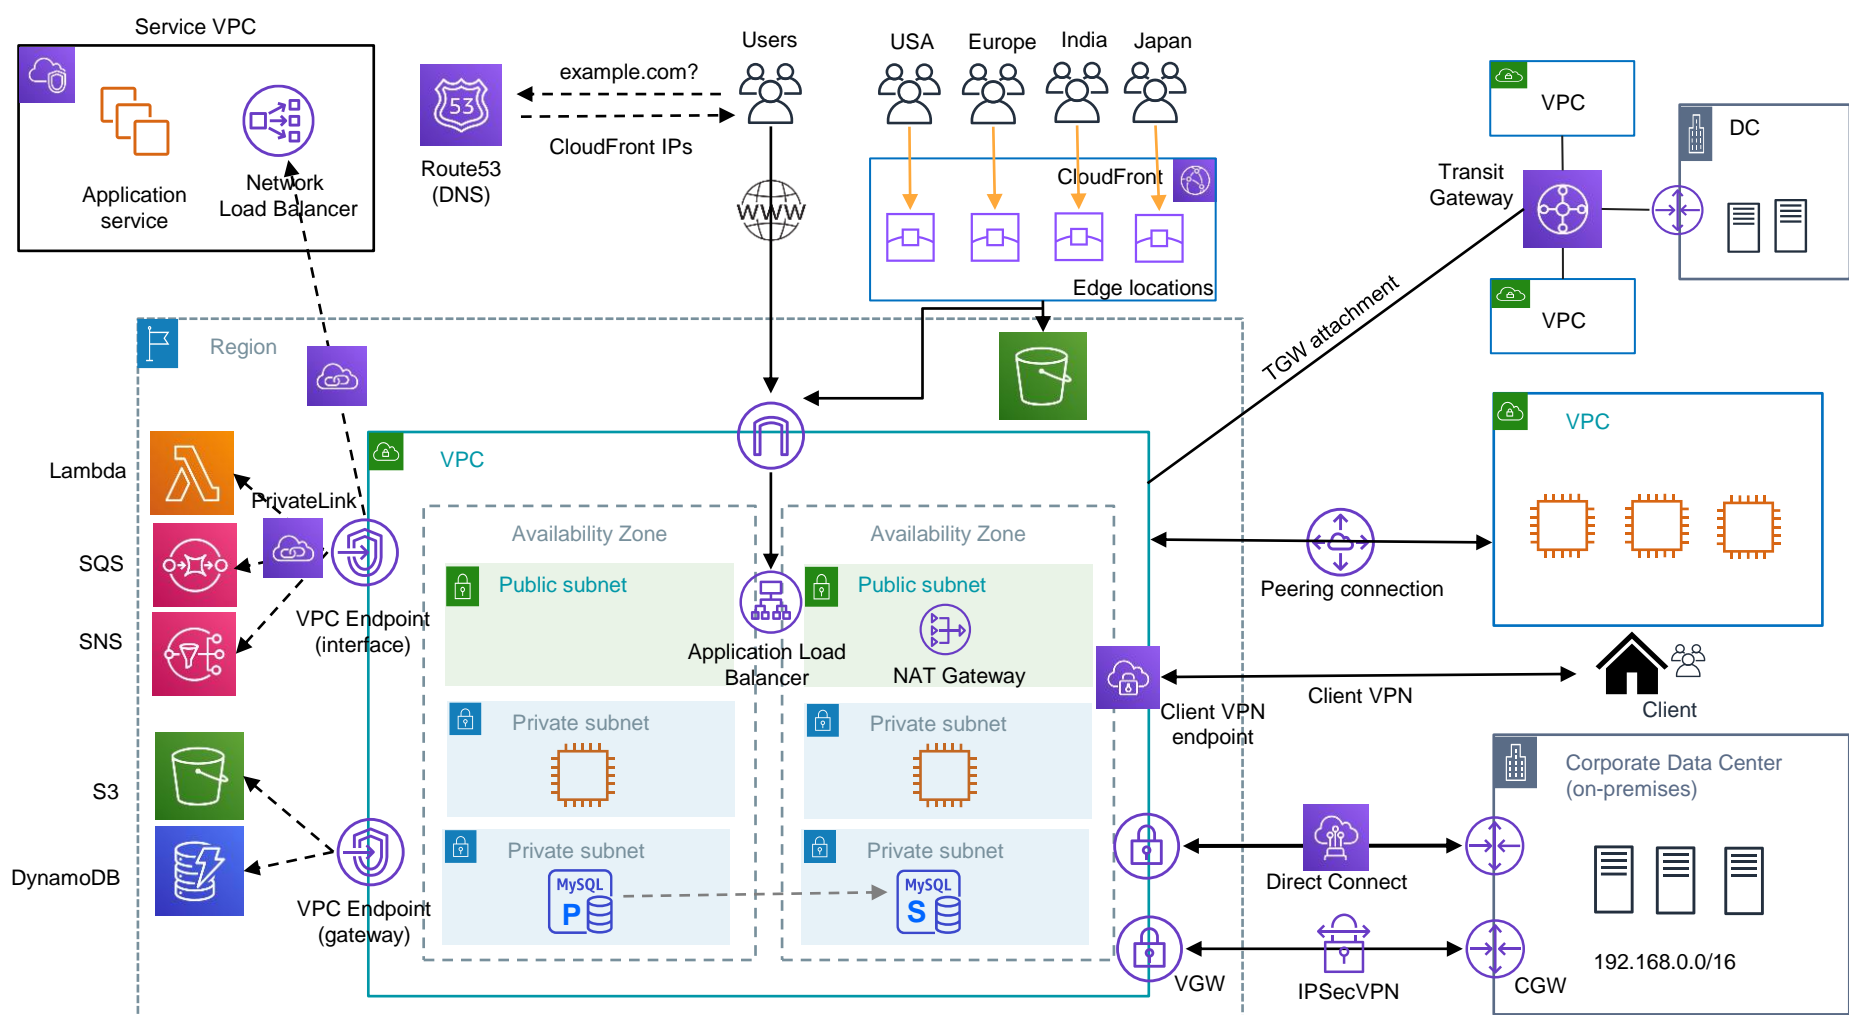 Service VPC
Application
service
Network
Load Balancer
Users
example.com?
CloudFront IPs
53
Route53
(DNS)
WWW
USA
Europe
India
Japan
CloudFront
Edge locations
VPC
DC
Transit
Gateway
VPC
TGW attachment
Region
VPC
Lambda
PrivateLink
SQS
SNS
VPC Endpoint
(interface)
Availability Zone
Availability Zone
Public subnet
Public subnet
Application Load
Balancer
NAT Gateway
Private subnet
Private subnet
Private subnet
Private subnet
MySQL
P
MySQL
S
S3
DynamoDB
VPC Endpoint
(gateway)
VPC
Peering connection
Client VPN
endpoint
Client VPN
Client
Corporate Data Center
(on-premises)
Direct Connect
192.168.0.0/16
VGW
IPSecVPN
CGW